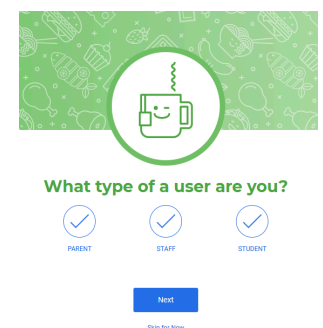 What type of a user are you?
PARENT
STAFF
STUDENT
Next
Skip for Now